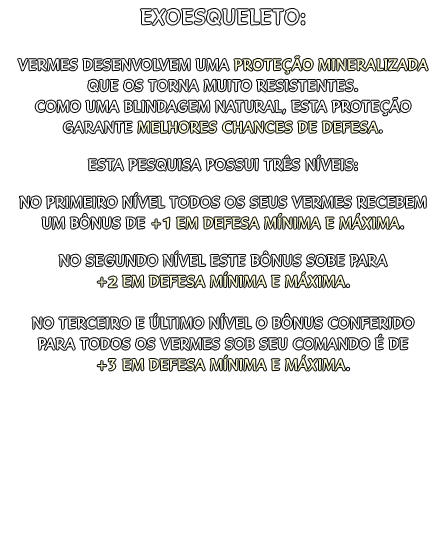 EXOESQUELETO:
VERMES DESENVOLVEM UMA PROTEÇÃO MINERALIZADA
QUE OS TORNA MUITO RESISTENTES.
COMO UMA BLINDAGEM NATURAL, ESTA PROTEÇÃO
GARANTE MELHORES CHANCES DE DEFESA.
ESTA PESQUISA POSSUI TRÊS NÍVEIS:
NO PRIMEIRO NÍVEL TODOS OS SEUS VERMES RECEBEM
UM BÔNUS DE +1 EM DEFESA MÍNIMA E MÁXIMA.
NO SEGUNDO NÍVEL ESTE BÔNUS SOBE PARA
+2 EM DEFESA MÍNIMA E MÁXIMA.
NO TERCEIRO E ÚLTIMO NÍVEL O BÔNUS CONFERIDO
PARA TODOS OS VERMES SOB SEU COMANDO É DE
+3 EM DEFESA MÍNIMA E MÁXIMA.